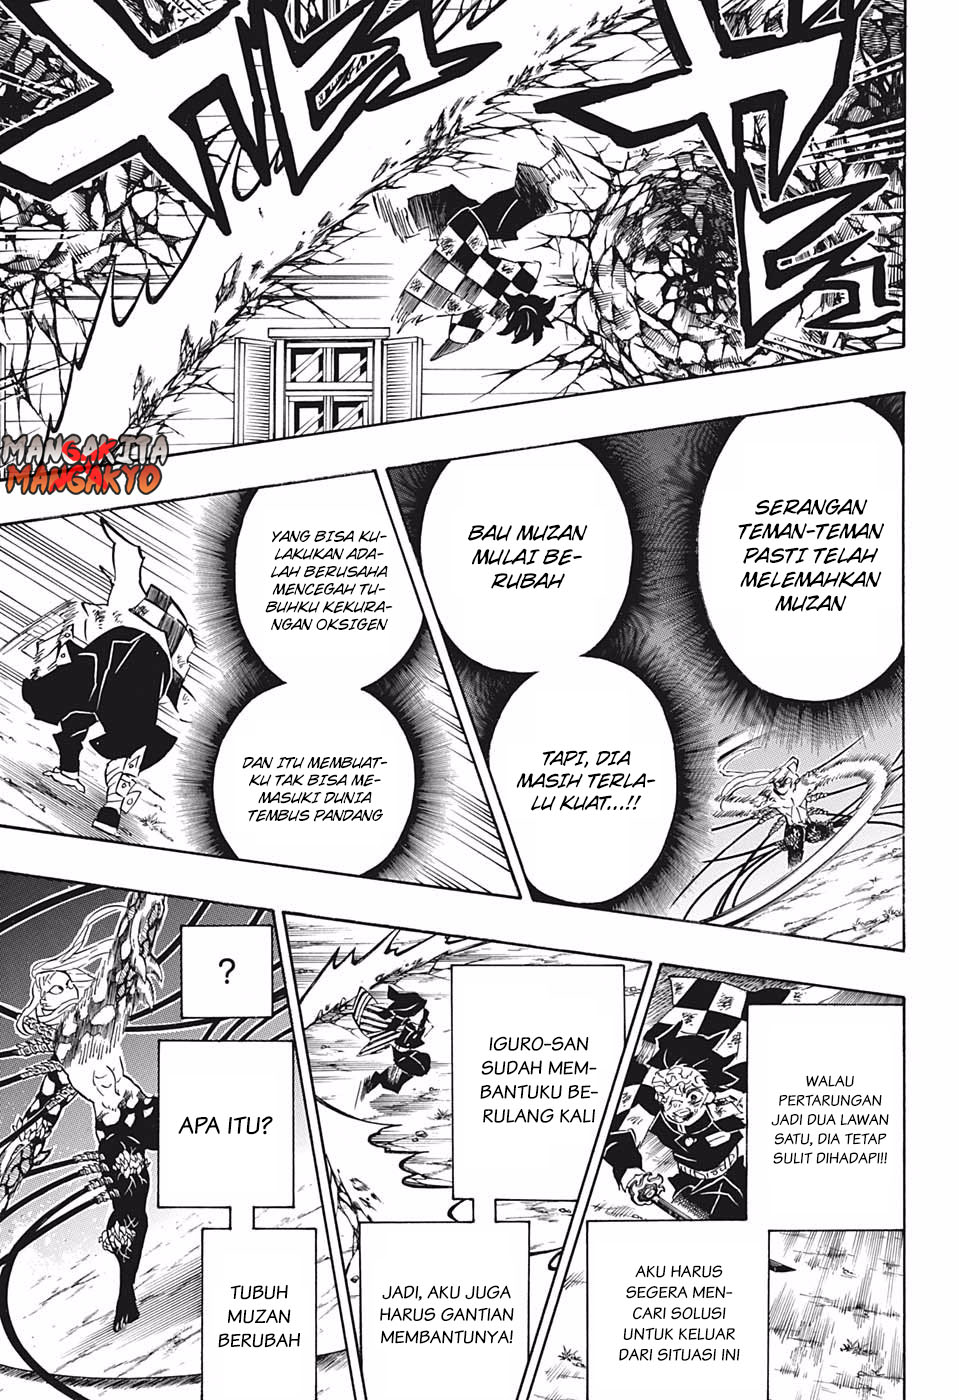 SERANGAN
TEMAN-TEMAN
PASTI TELAH
MELEMAHKAN
MUZAN
BAU MUZAN
MULAI BE-
RUBAH
TAPI, DIA
MASIH TERLA-
LU KUAT...!!
YANG BISA KU-
LAKUKAN ADA-
LAH BERUSAHA
MENCEGAH TU-
BUHKU KEKURA-
NGAN OKSIGEN
DAN ITU MEMBUAT-
KU TAK BISA ME-
MASUKI DUNIA
TEMBUS PANDANG
MANGAKITA
MANGAKYO
WALAU
PERTARUNGAN
JADI DUA LAWAN
SATU, DIA TETAP
SULIT DIHADAPI!!
AKU HARUS
SEGERA MEN-
CARI SOLUSI
UNTUK KELUAR
DARI SITUASI INI
IGURO-SAN
SUDAH MEM-
BANTUKU BE-
RULANG KALI
JADI, AKU JUGA
HARUS GANTIAN
MEMBANTUNYA!
?
APA ITU?
TUBUH
MUZAN
BERUBAH